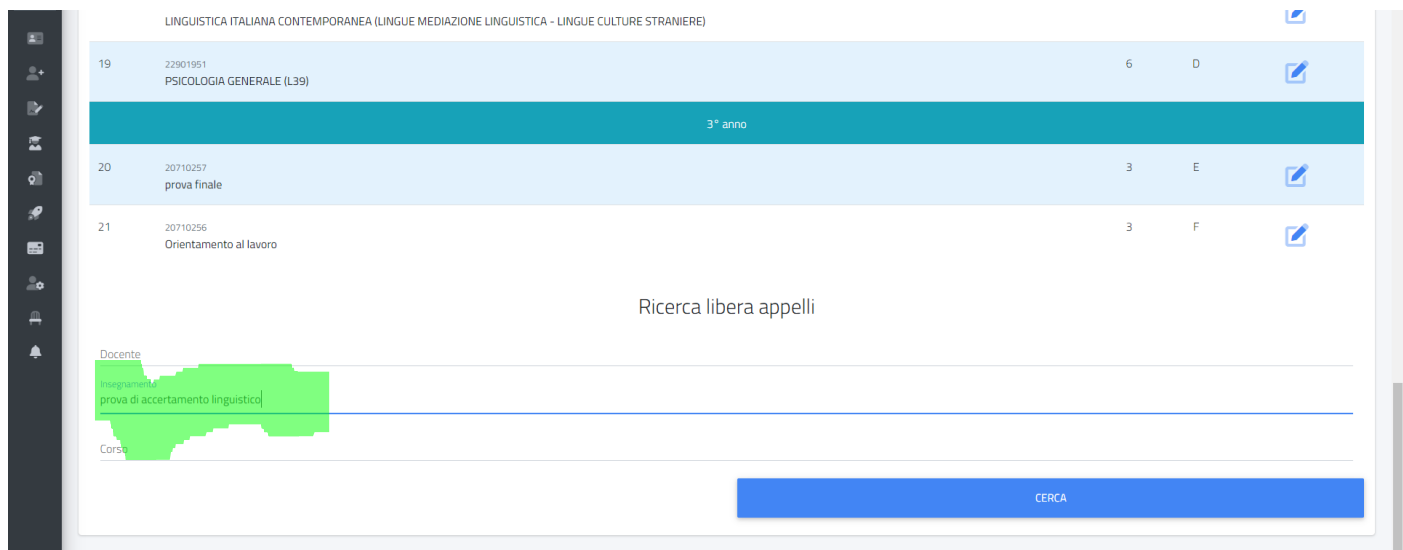 LINGUISTICA ITALIANA CONTEMPORANEA (LINGUE MEDIAZIONE LINGUISTICA - LINGUE CULTURE STRANIERE)
19 22901951 6 D
PSICOLOGIA GENERALE (L39)
3° anno
20 20710257 3 E
prova finale
21 20710256 3 F
Orientamento al lavoro
Ricerca libera appelli
Docente
Insegnamento
prova di accertamento linguistico
Corso
CERCA